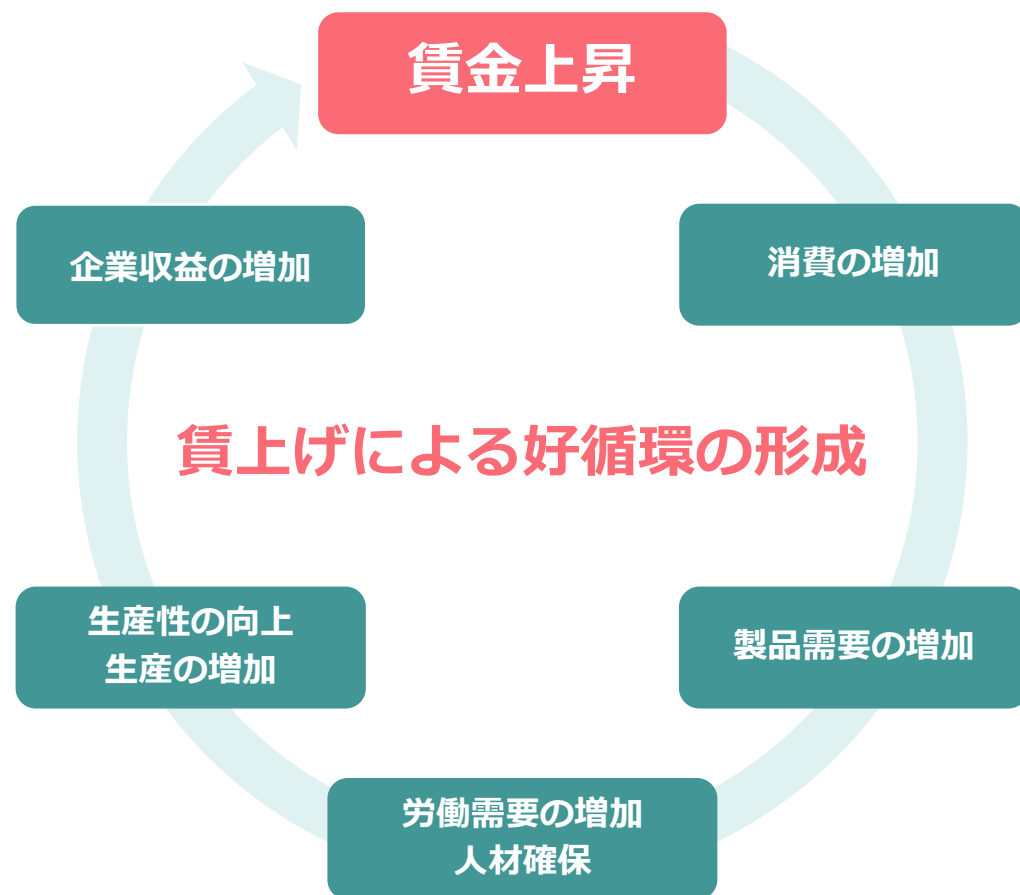 賃金上昇
企業収益の増加
消費の増加
賃上げによる好循環の形成
生産性の向上
生産の増加
製品需要の増加
労働需要の増加
人材確保